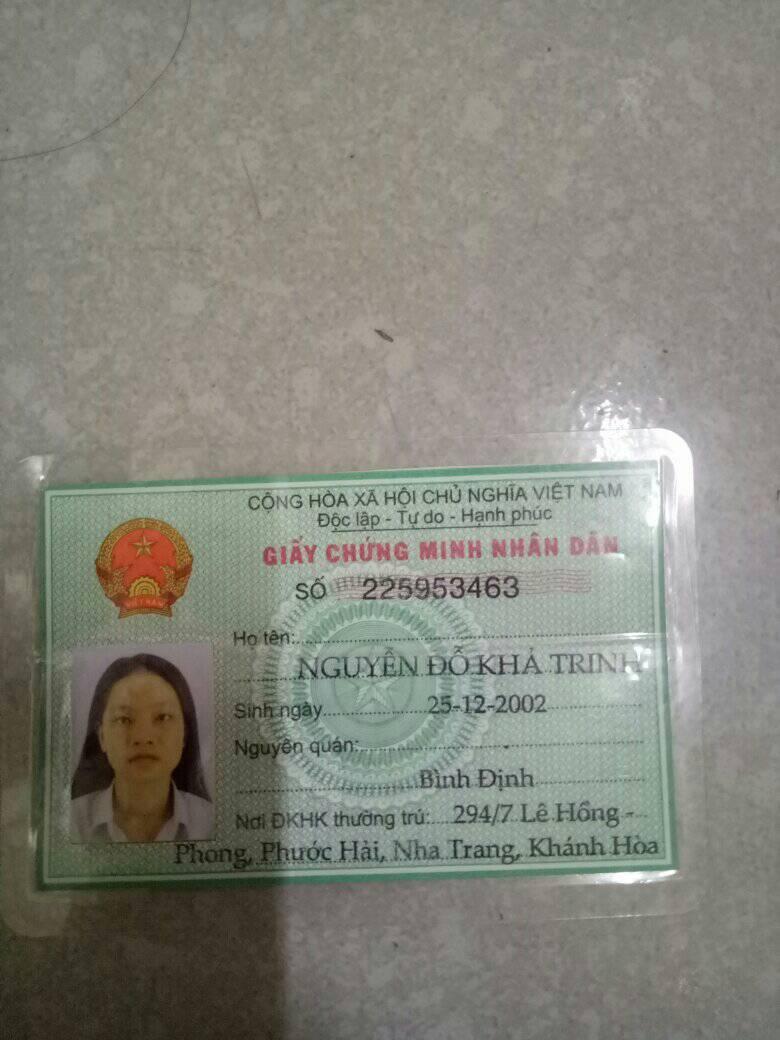 CỘNG HÒA XÃ HỘI CHỦ NGHĨA VIỆT NAM
Độc lập - Tự do - Hạnh phúc
GIẤY CHỨNG MINH NHÂN DÂN
SỐ 225953463
Họ tên:
NGUYỄN ĐỖ KHẢ TRINH
Sinh ngày 25-12-2002
Nguyên quán:
Bình Định
Nơi ĐKHK thường trú: 294/7 Lê Hồng -
Phong, Phước Hải, Nha Trang, Khánh Hòa
VIỆT NAM